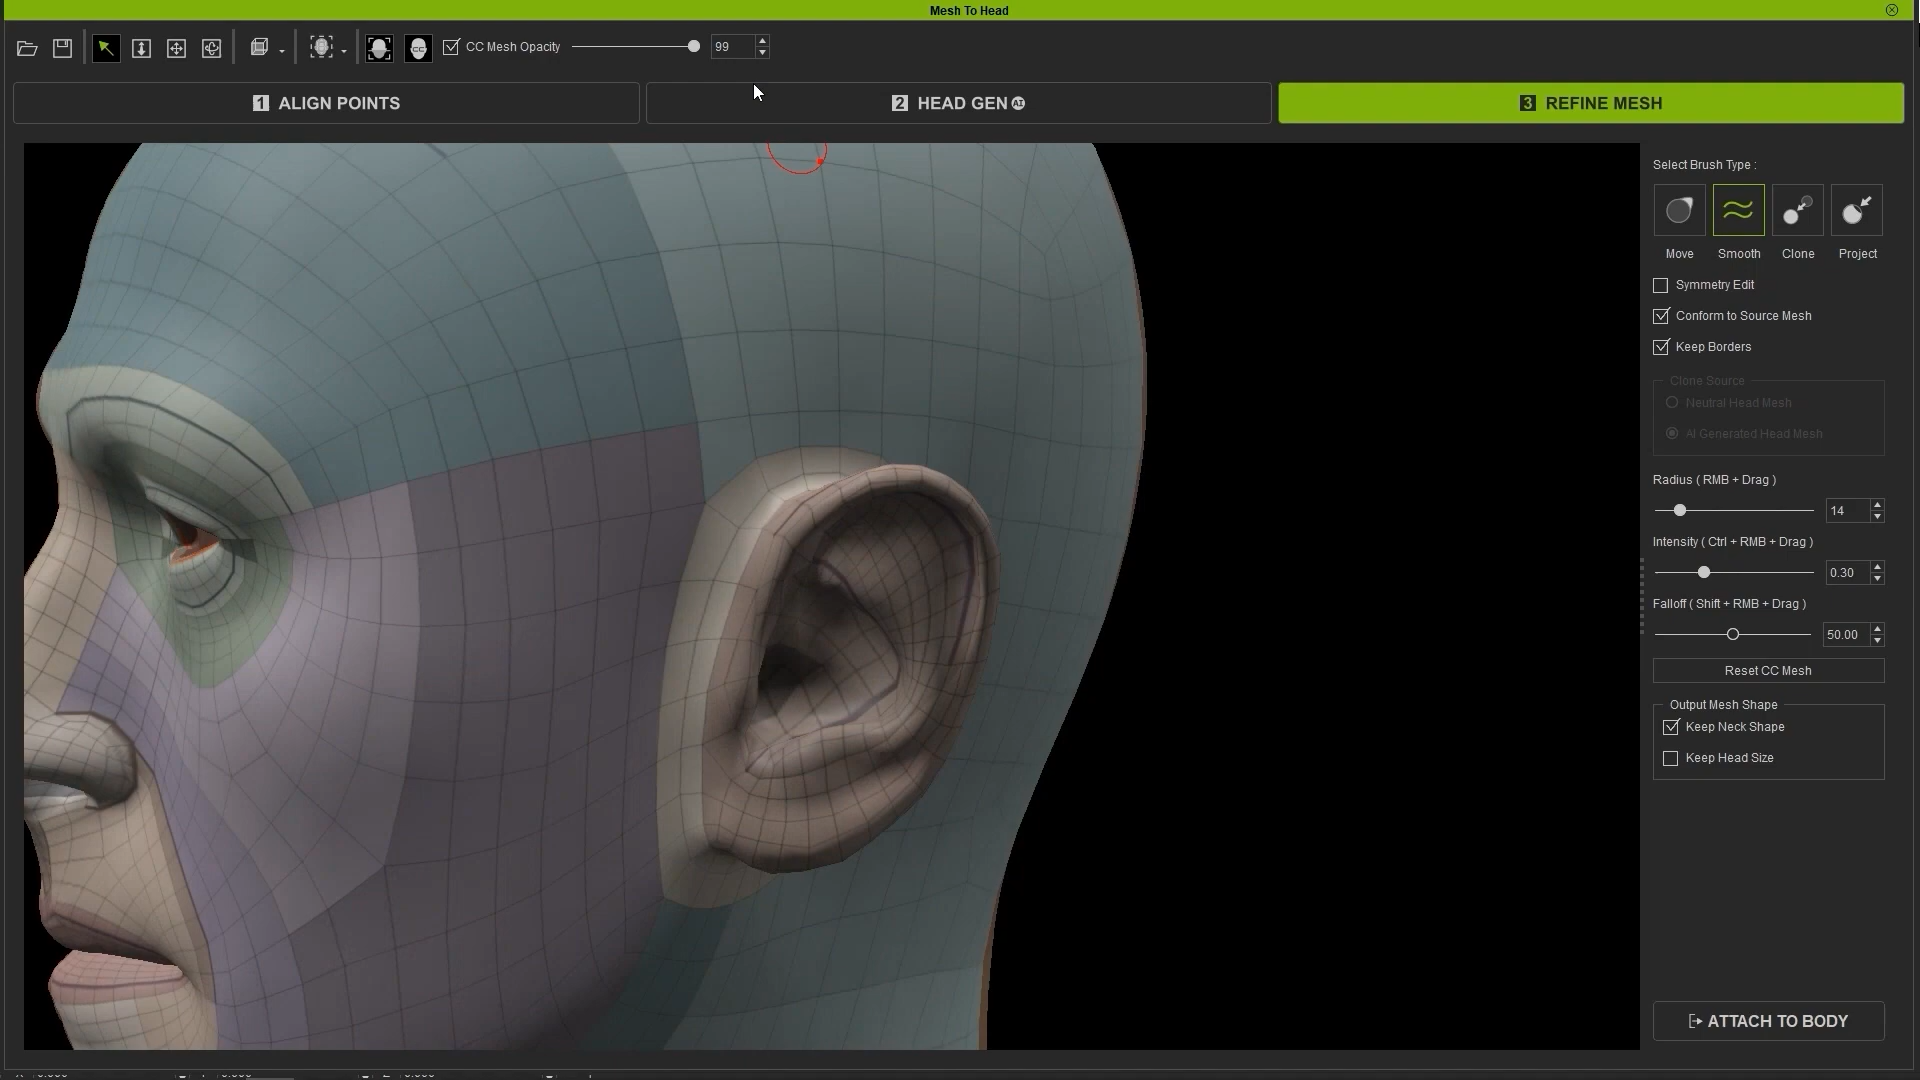 Mesh To Head
CC
CC Mesh Opacity
99
1 ALIGN POINTS
2 HEAD GEN AI
3 REFINE MESH
Select Brush Type :
Move Smooth Clone Project
Symmetry Edit
Conform to Source Mesh
Keep Borders
Clone Source
Neutral Head Mesh
AI Generated Head Mesh
Radius ( RMB + Drag )
14
Intensity ( Ctrl + RMB + Drag )
0.30
Falloff ( Shift + RMB + Drag )
50.00
Reset CC Mesh
Output Mesh Shape
Keep Neck Shape
Keep Head Size
ATTACH TO BODY